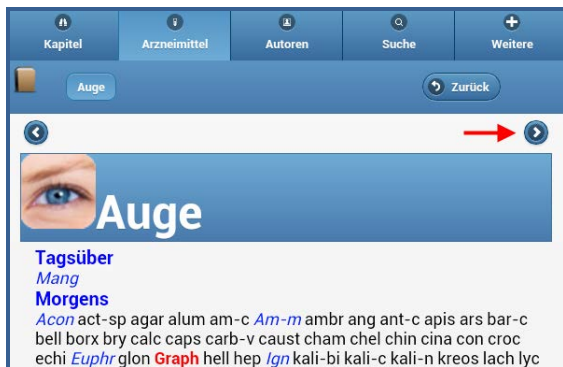 Kapitel Arzneimittel Autoren Suche Weitere
Auge Zurück
Auge
Tagsüber
Mang
Morgens
Acon act-sp agar alum am-c Am-m ambr ang ant-c apis ars bar-c
bell borx bry calc caps carb-v caust cham chel chin cina con croc
echi Euphr glon Graph hell hep Ign kali-bi kali-c kali-n kreos lach lyc